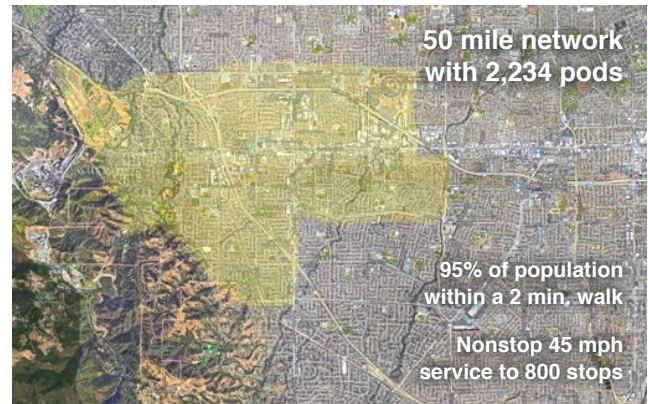 50 mile network
with 2,234 pods
95% of population
within a 2 min. walk
Nonstop 45 mph
service to 800 stops